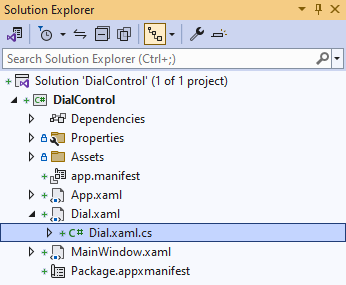 Solution Explorer
Search Solution Explorer (Ctrl+;)
Solution 'DialControl' (1 of 1 project)
C# DialControl
Dependencies
Properties
Assets
app.manifest
App.xaml
Dial.xaml
C# Dial.xaml.cs
MainWindow.xaml
Package.appxmanifest